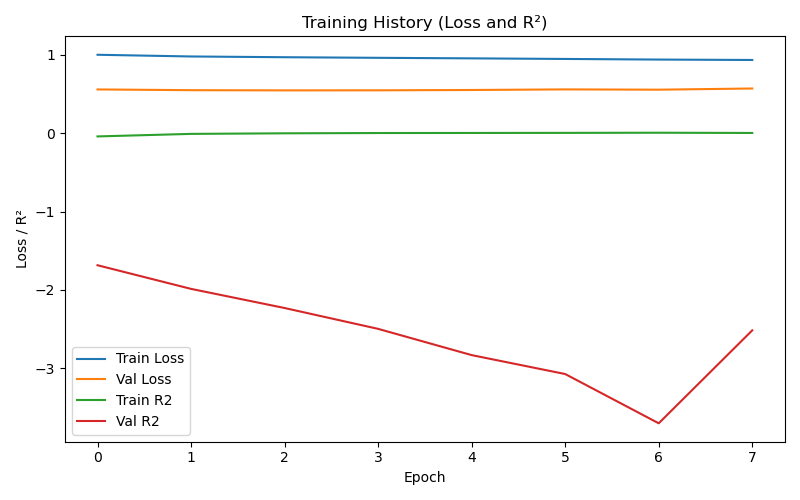 Training History (Loss and R²)
Loss / R²
1
0
−1
−2
−3
Train Loss
Val Loss
Train R2
Val R2
0 1 2 3 4 5 6 7
Epoch